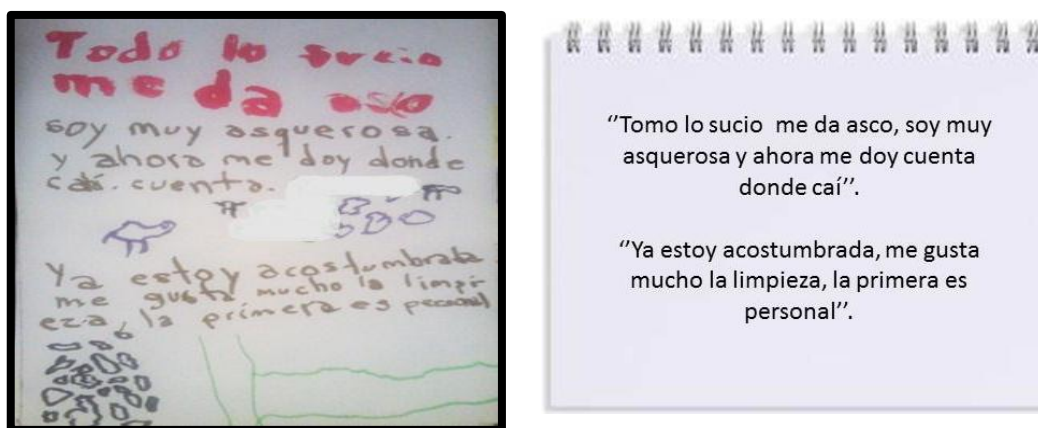 Todo lo sucio
me da asco
soy muy asquerosa.
y ahora me doy donde
caí. cuenta.
Ya estoy acostumbrada
me gusta mucho la limpi
eza, la primera es personal
‘’Tomo lo sucio me da asco, soy muy
asquerosa y ahora me doy cuenta
donde caí’’.
‘’Ya estoy acostumbrada, me gusta
mucho la limpieza, la primera es
personal’’.